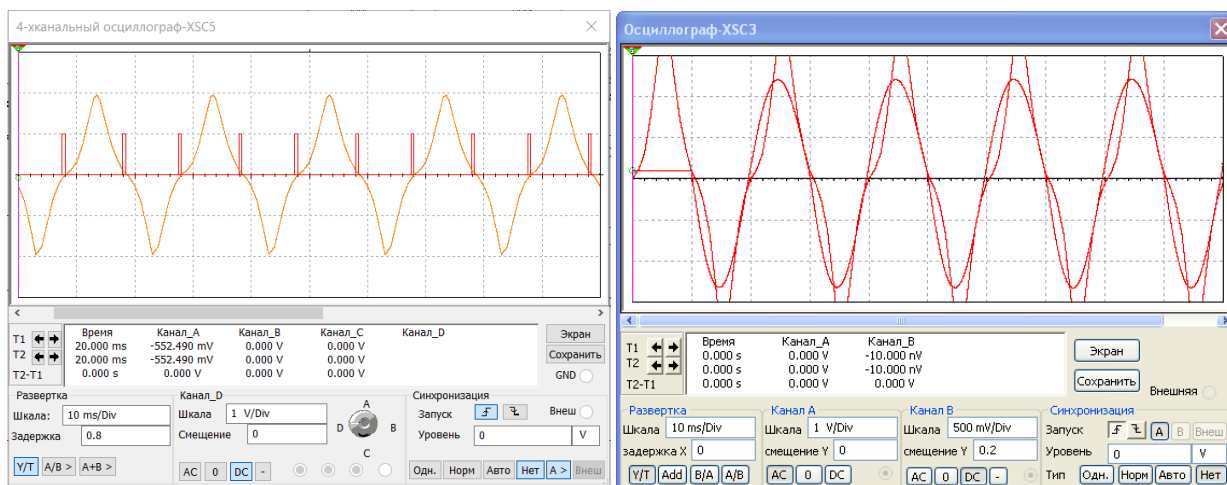 4-хканальный осциллограф-XSC5
Время Канал_A Канал_B Канал_C Канал_D
T1 20.000 ms -552.490 mV 0.000 V 0.000 V
T2 20.000 ms -552.490 mV 0.000 V 0.000 V
T2-T1 0.000 s 0.000 V 0.000 V 0.000 V
Экран
Сохранить
GND
Развертка
Шкала: 10 ms/Div
Задержка 0.8
Y/T A/B > A+B >
Канал_D
Шкала 1 V/Div
Смещение 0
AC 0 DC -
A
D B
C
Синхронизация
Запуск Внеш
Уровень 0 V
Одн. Норм Авто Нет A > Внеш
Осциллограф-XSC3
Время Канал_A Канал_B
T1 0.000 s 0.000 V -10.000 nV
T2 0.000 s 0.000 V -10.000 nV
T2-T1 0.000 s 0.000 V 0.000 V
Экран
Сохранить
Внешняя
Развертка
Шкала 10 ms/Div
задержка X 0
Y/T Add B/A A/B
Канал A
Шкала 1 V/Div
смещение Y 0
AC 0 DC
Канал B
Шкала 500 mV/Div
смещение Y 0.2
AC 0 DC -
Синхронизация
Запуск A B Внеш
Уровень 0 V
Тип Одн. Норм Авто Нет